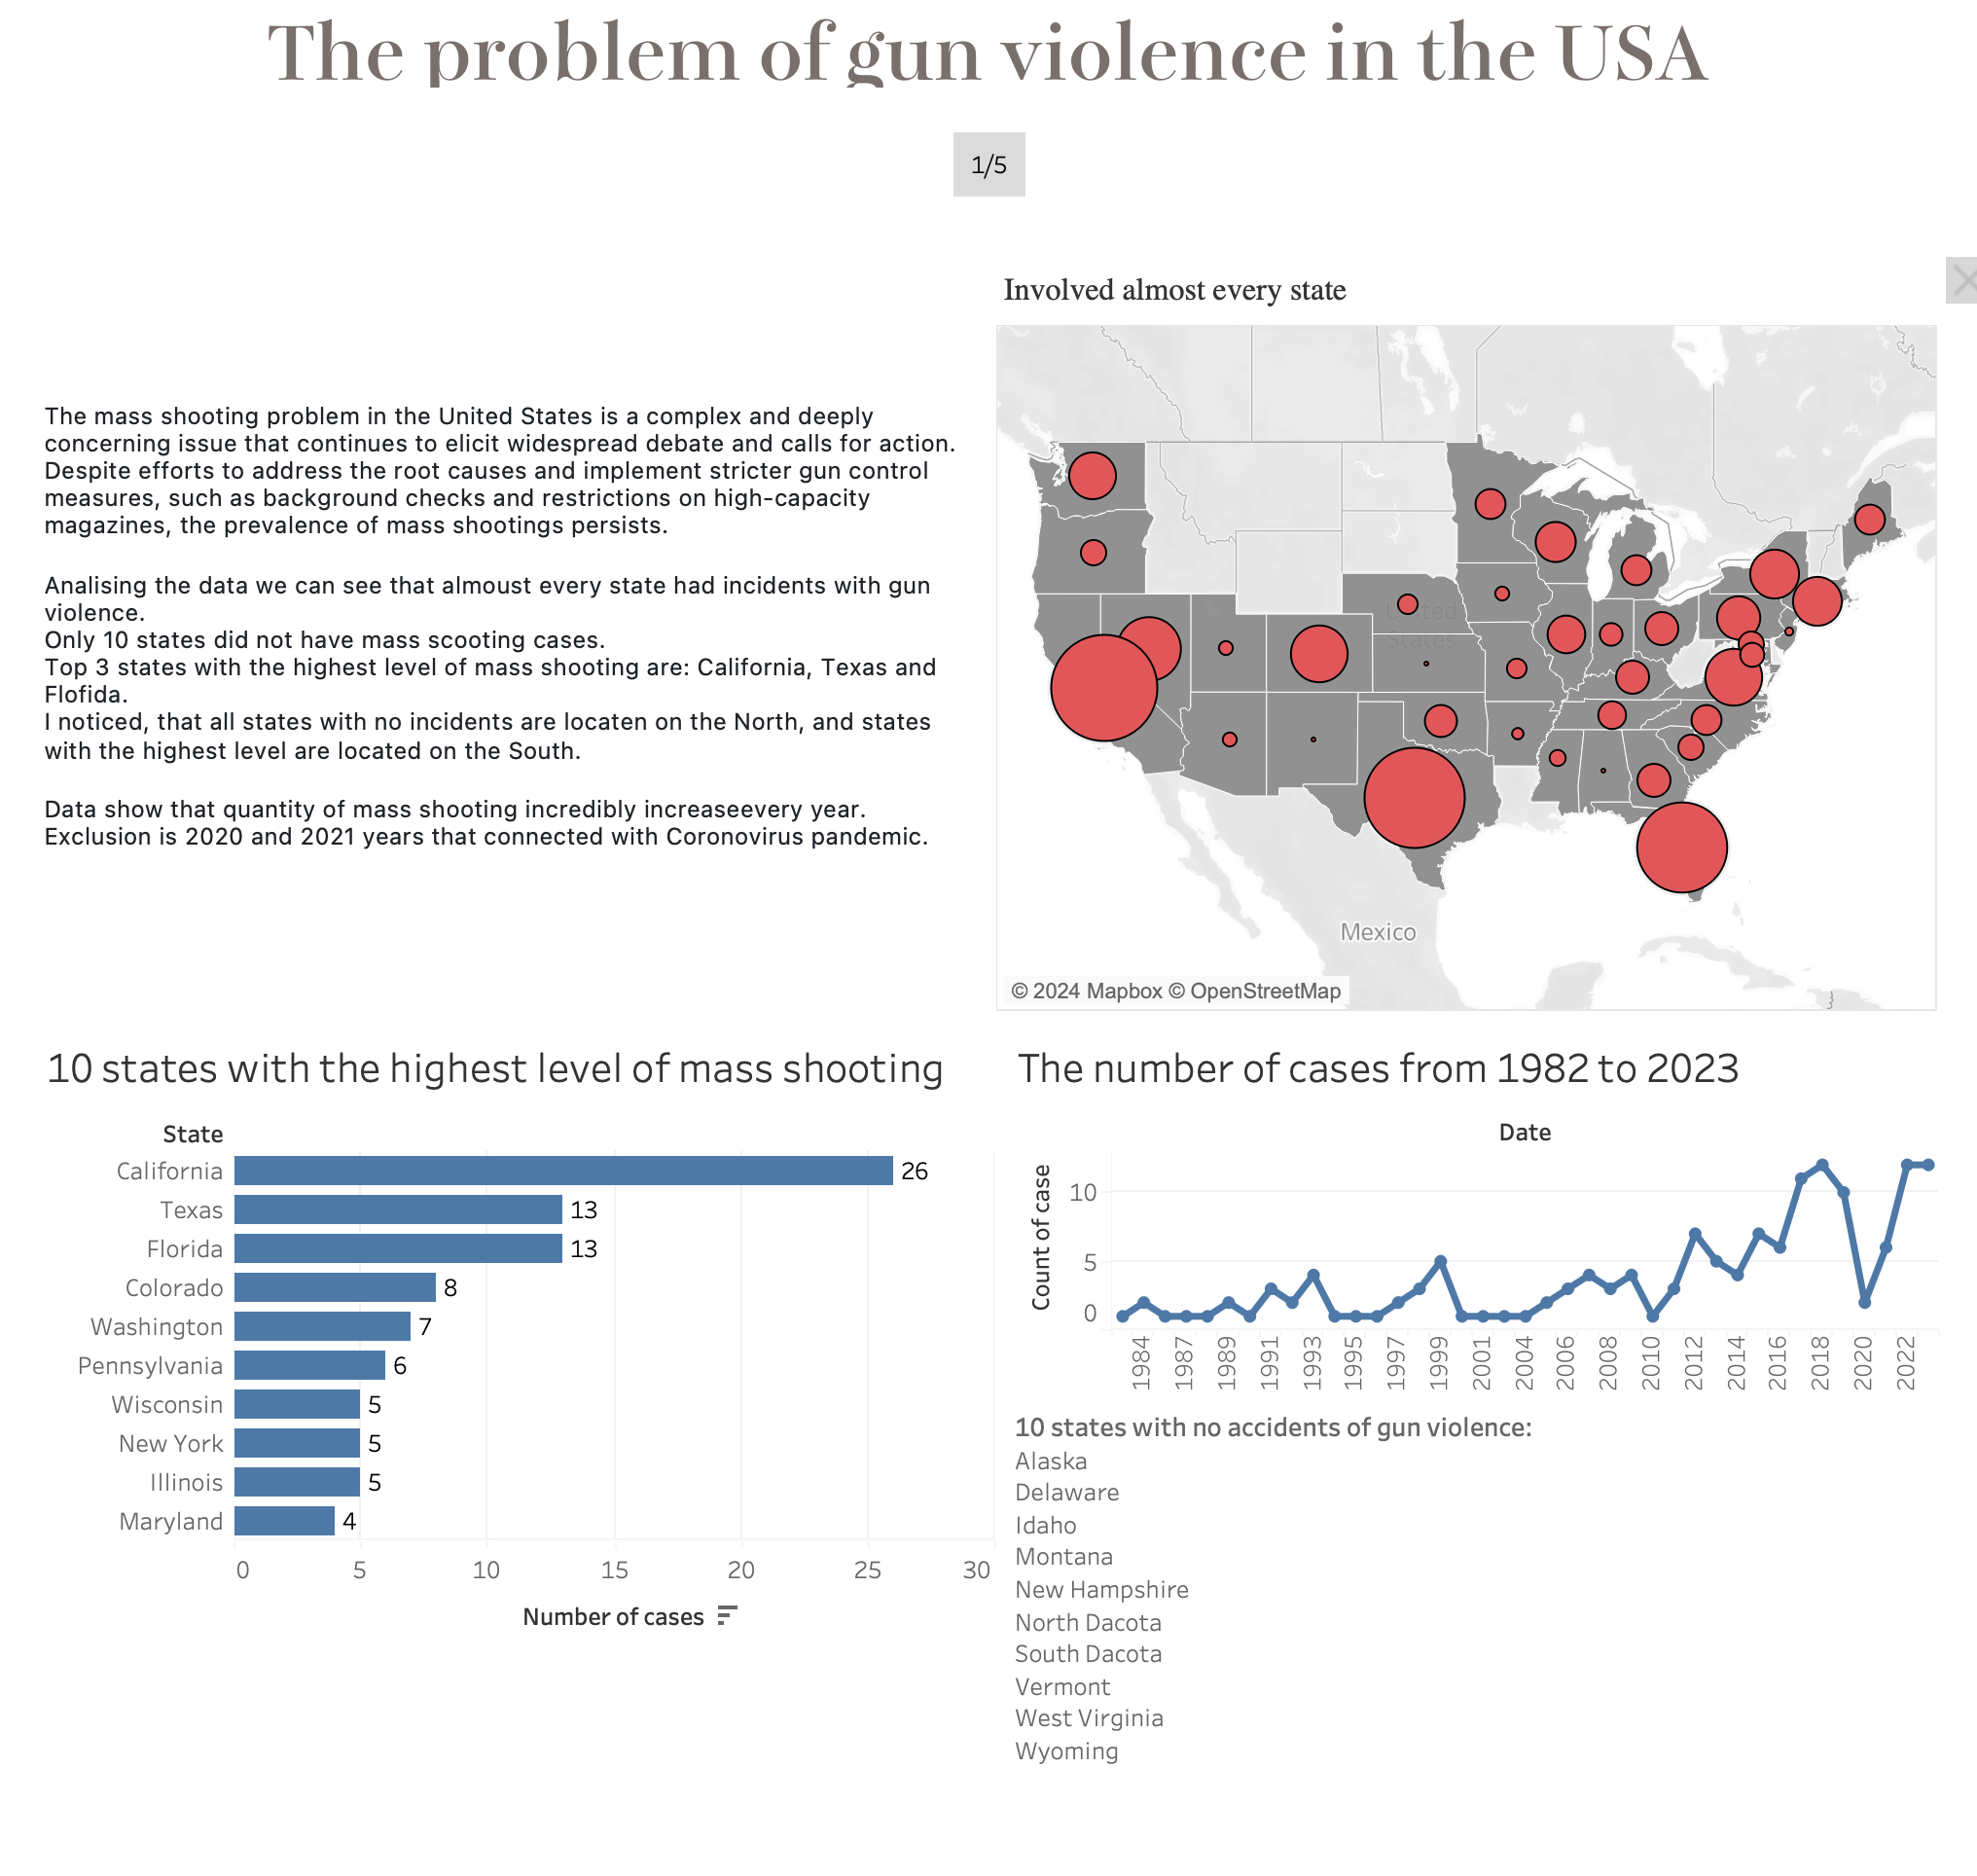 The problem of gun violence in the USA
1/5
The mass shooting problem in the United States is a complex and deeply
concerning issue that continues to elicit widespread debate and calls for action.
Despite efforts to address the root causes and implement stricter gun control
measures, such as background checks and restrictions on high-capacity
magazines, the prevalence of mass shootings persists.
Analising the data we can see that almoust every state had incidents with gun
violence.
Only 10 states did not have mass scooting cases.
Top 3 states with the highest level of mass shooting are: California, Texas and
Flofida.
I noticed, that all states with no incidents are locaten on the North, and states
with the highest level are located on the South.
Data show that quantity of mass shooting incredibly increaseevery year.
Exclusion is 2020 and 2021 years that connected with Coronovirus pandemic.
Involved almost every state
United
States
Mexico
© 2024 Mapbox © OpenStreetMap
10 states with the highest level of mass shooting
State
California 26
Texas 13
Florida 13
Colorado 8
Washington 7
Pennsylvania 6
Wisconsin 5
New York 5
Illinois 5
Maryland 4
0 5 10 15 20 25 30
Number of cases
The number of cases from 1982 to 2023
Date
Count of case
10
5
0
1984 1987 1989 1991 1993 1995 1997 1999 2001 2004 2006 2008 2010 2012 2014 2016 2018 2020 2022
10 states with no accidents of gun violence:
Alaska
Delaware
Idaho
Montana
New Hampshire
North Dacota
South Dacota
Vermont
West Virginia
Wyoming